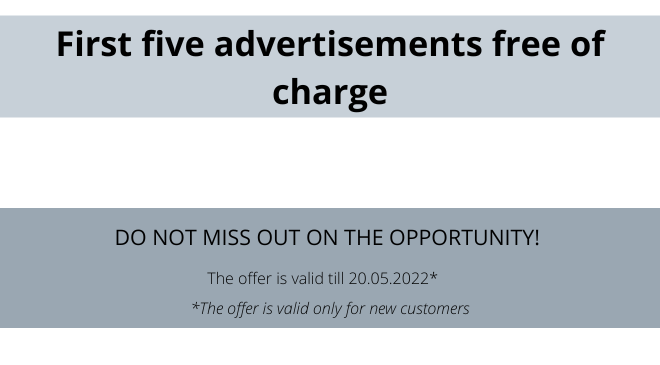 First five advertisements free of
charge
DO NOT MISS OUT ON THE OPPORTUNITY!
The offer is valid till 20.05.2022*
*The offer is valid only for new customers